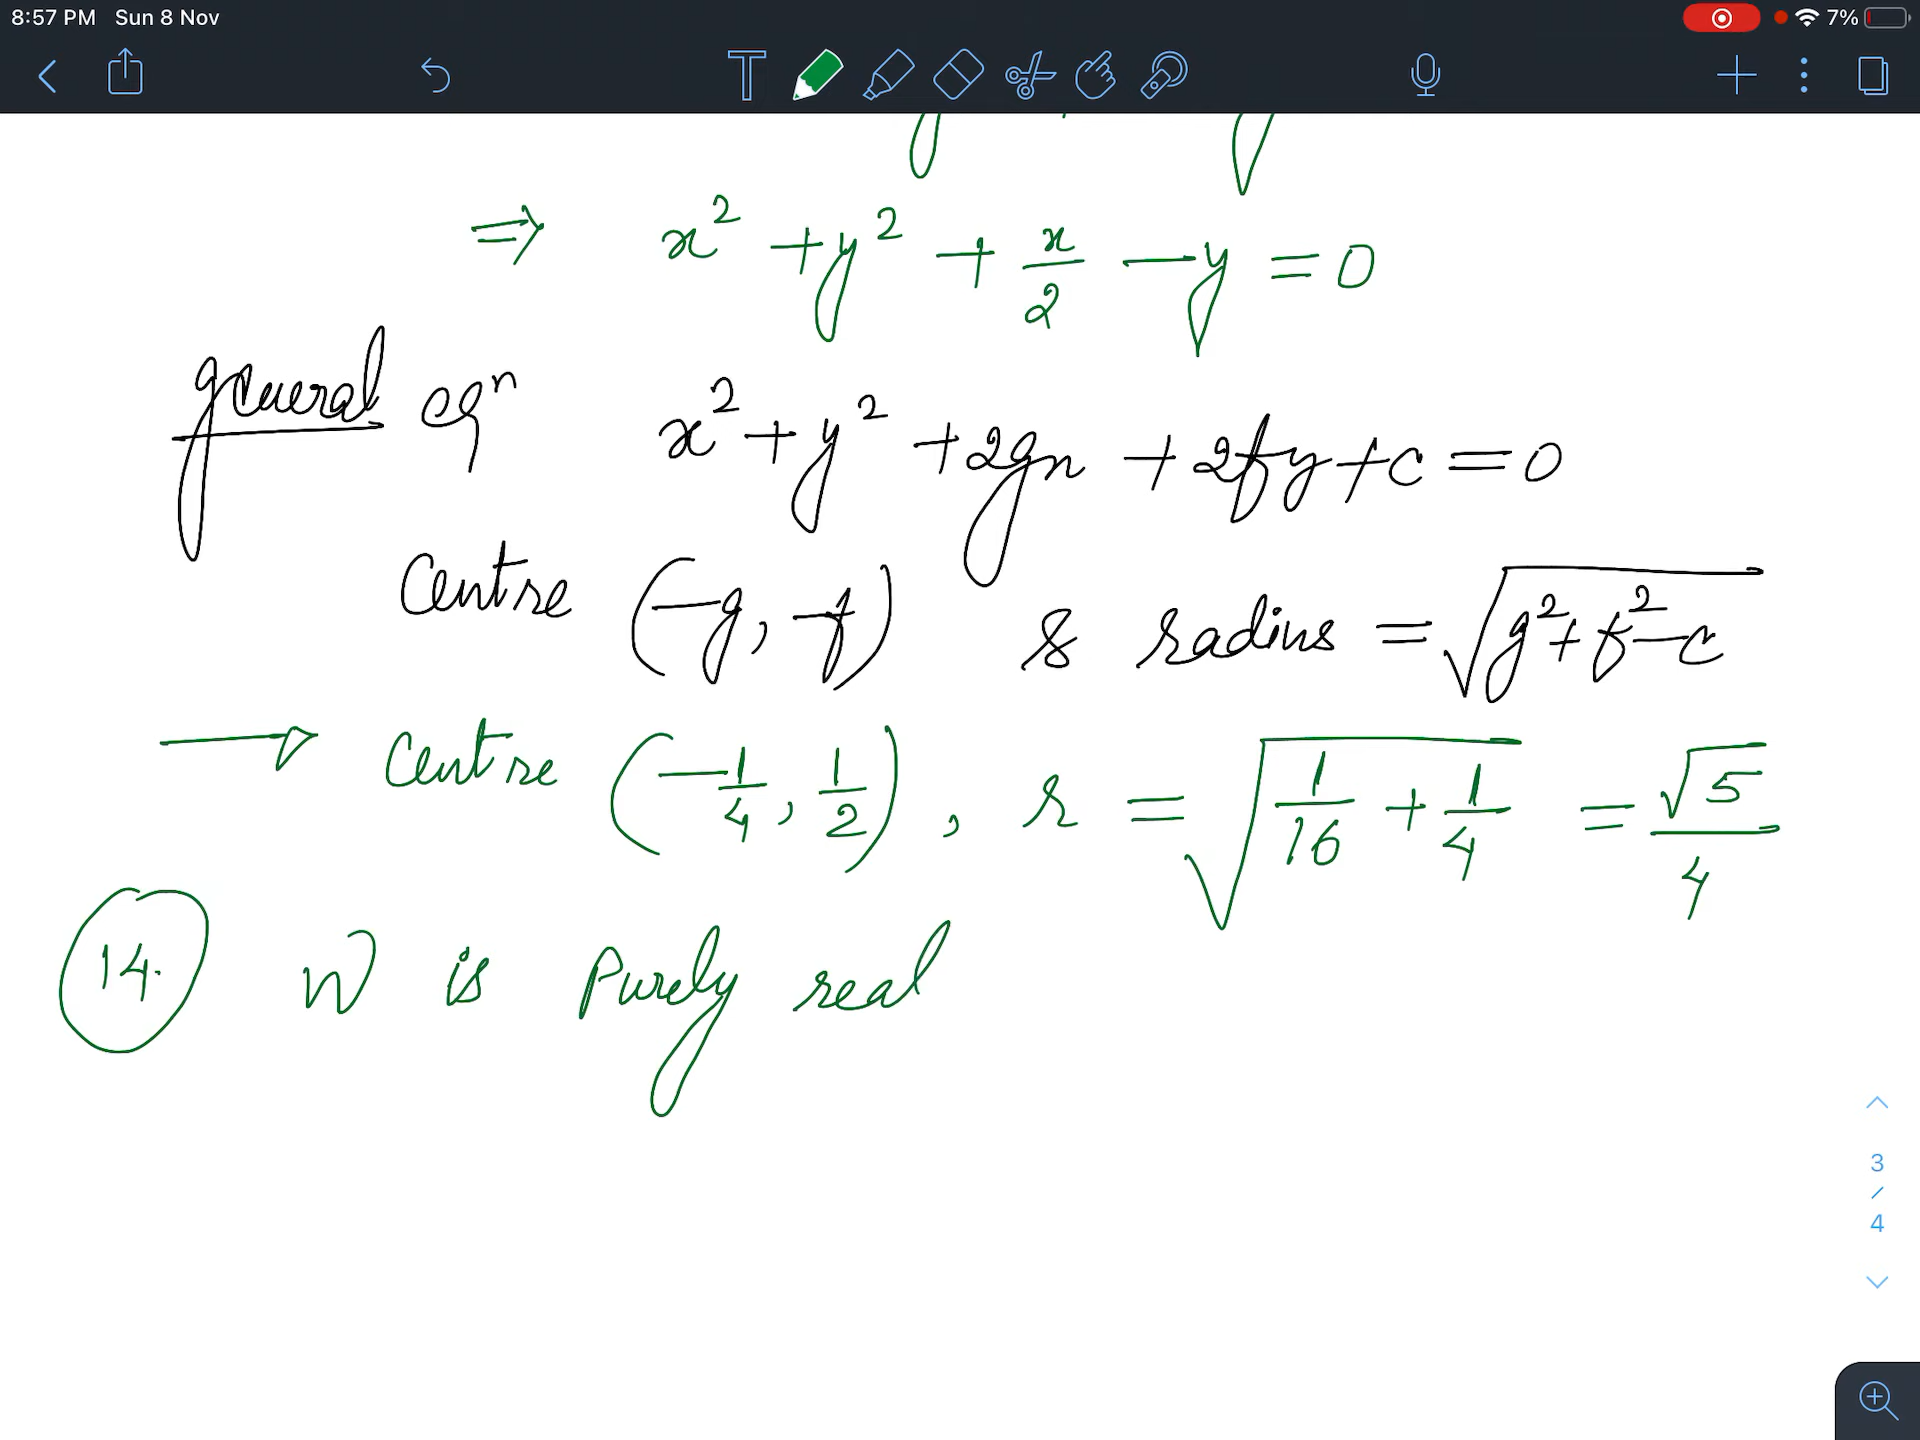 8:57 PM Sun 8 Nov 7%
T
⇒ x² + y² + x/2 - y = 0
general eqⁿ x² + y² + 2gx + 2fy + c = 0
Centre (-g, -f) & radius = √(g² + f² - c)
→ Centre (-1/4, 1/2), r = √(1/16 + 1/4) = √5/4
14. W is Purely real
3
/
4